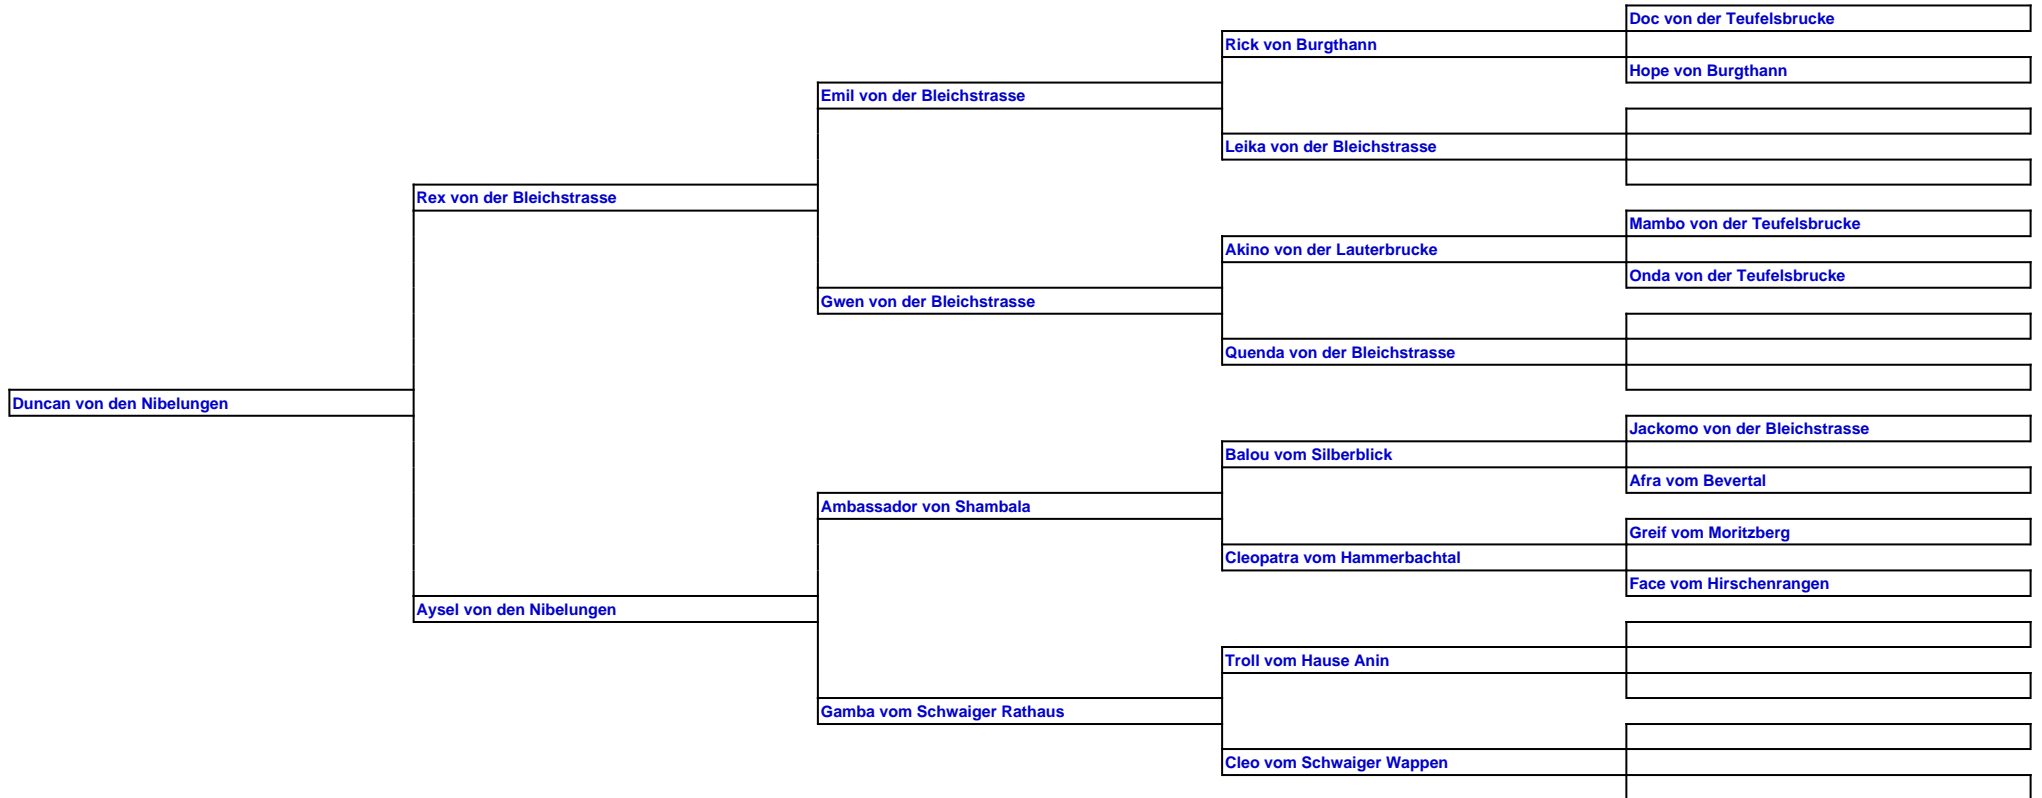 Doc von der Teufelsbrucke
Rick von Burgthann
Hope von Burgthann
Emil von der Bleichstrasse
Leika von der Bleichstrasse
Rex von der Bleichstrasse
Mambo von der Teufelsbrucke
Akino von der Lauterbrucke
Onda von der Teufelsbrucke
Gwen von der Bleichstrasse
Quenda von der Bleichstrasse
Duncan von den Nibelungen
Jackomo von der Bleichstrasse
Balou vom Silberblick
Afra vom Bevertal
Ambassador von Shambala
Greif vom Moritzberg
Cleopatra vom Hammerbachtal
Face vom Hirschenrangen
Aysel von den Nibelungen
Troll vom Hause Anin
Gamba vom Schwaiger Rathaus
Cleo vom Schwaiger Wappen